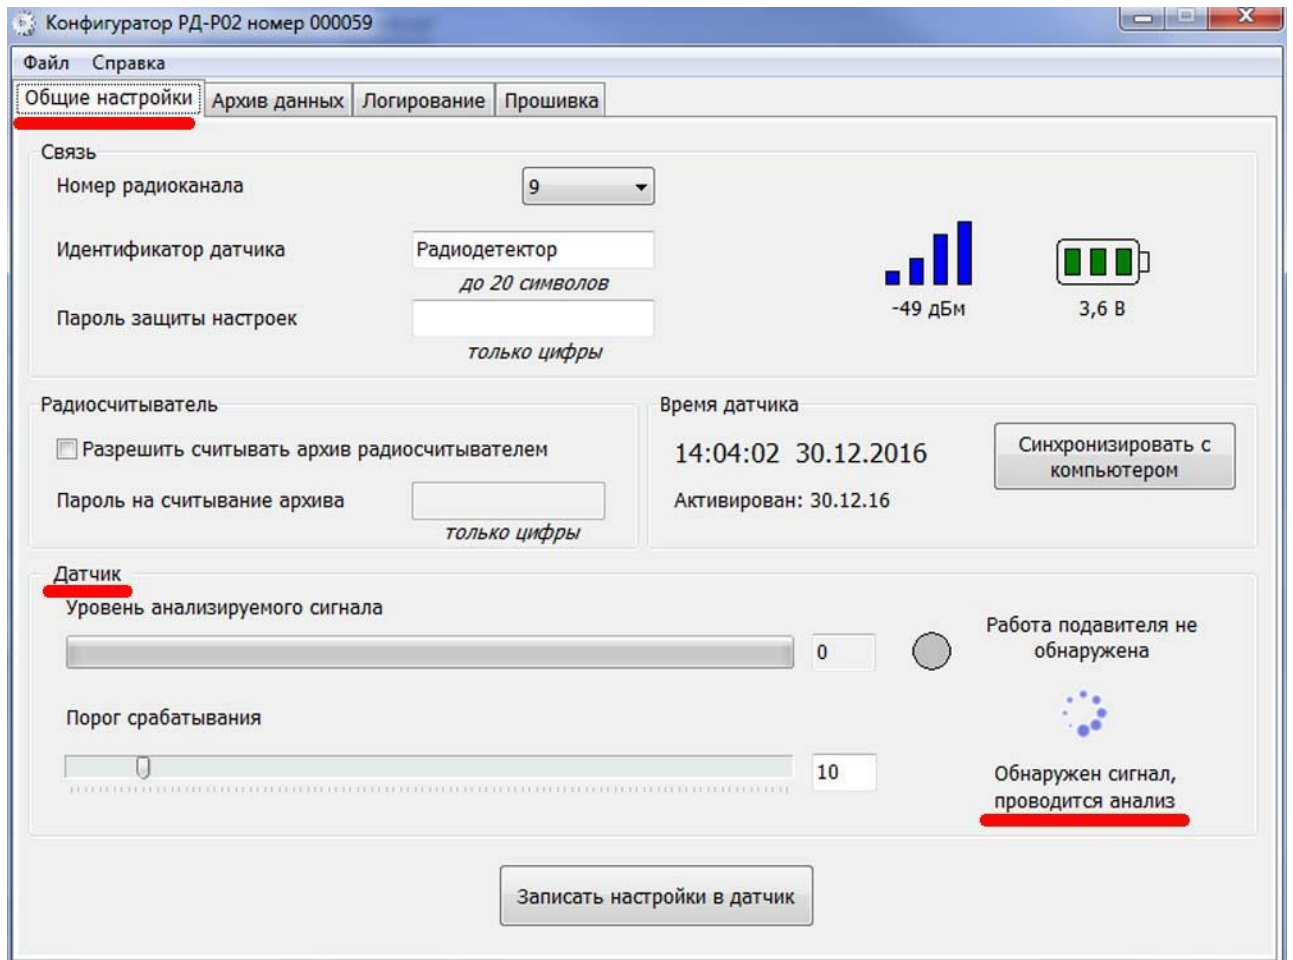 Конфигуратор РД-Р02 номер 000059
Файл Справка
Общие настройки Архив данных Логирование Прошивка
Связь
Номер радиоканала 9
Идентификатор датчика Радиодетектор
до 20 символов
-49 дБм 3,6 В
Пароль защиты настроек
только цифры
Радиосчитыватель
Разрешить считывать архив радиосчитывателем
Пароль на считывание архива
только цифры
Время датчика
14:04:02 30.12.2016
Синхронизировать с
компьютером
Активирован: 30.12.16
Датчик
Уровень анализируемого сигнала
0
Работа подавителя не
обнаружена
Порог срабатывания
10
Обнаружен сигнал,
проводится анализ
Записать настройки в датчик